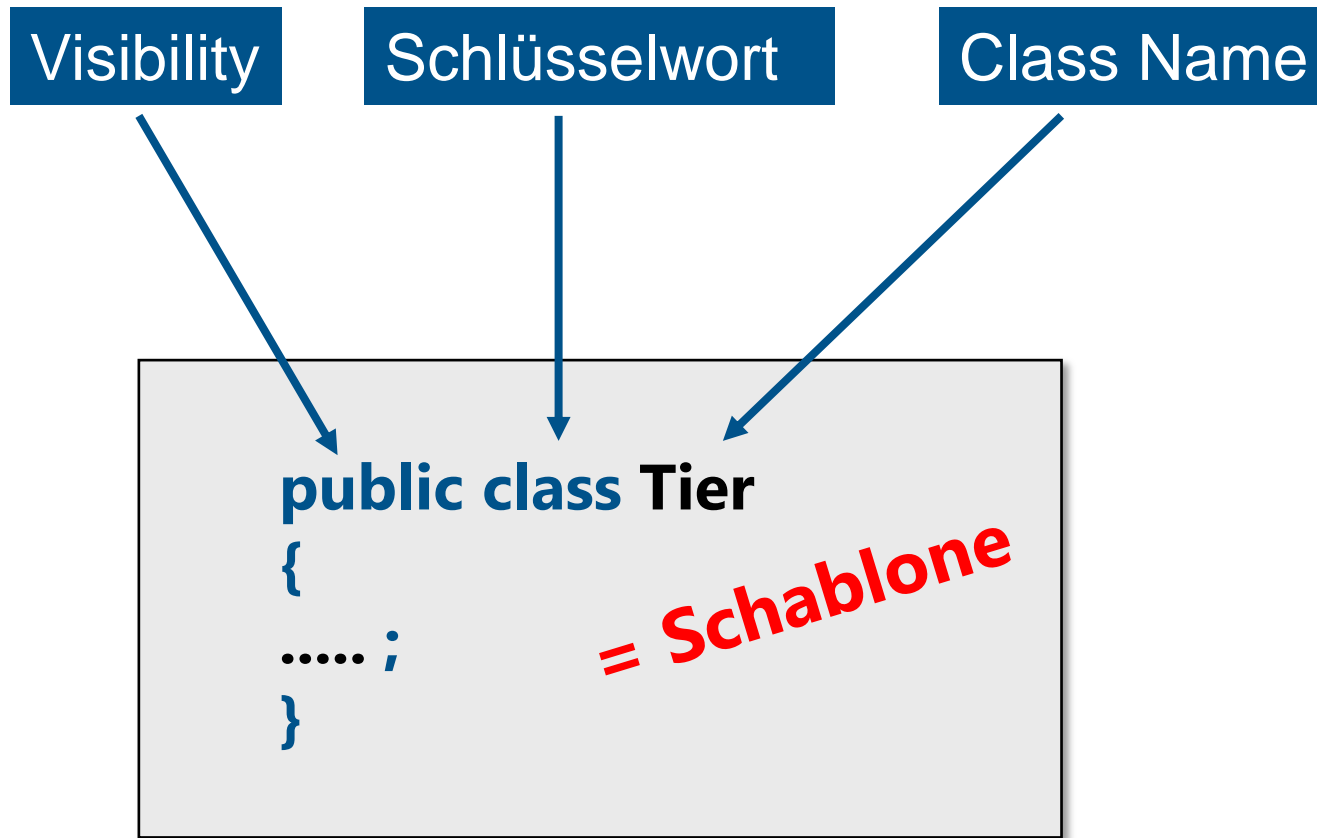 Visibility
Schlüsselwort
Class Name
public class Tier
{
..... ;
= Schablone
}